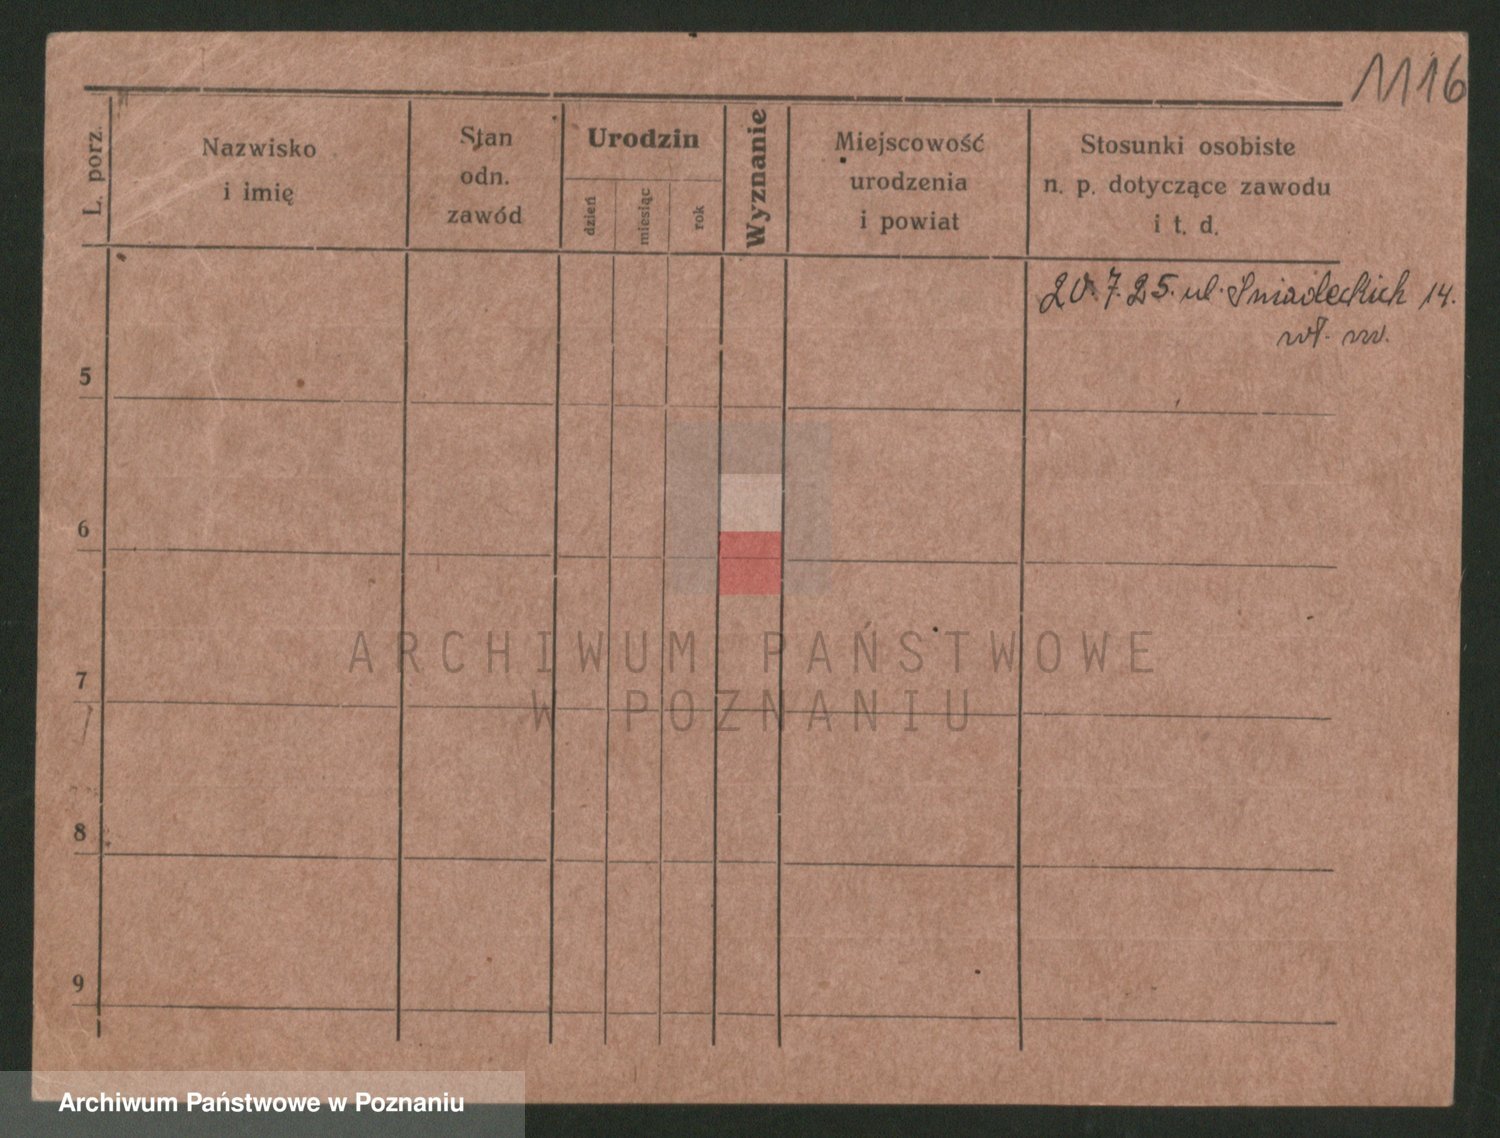 1116
L. porz.
Nazwisko
i imię
Stan
odn.
zawód
Urodzin
dzień
miesiąc
rok
Wyznanie
Miejscowość
urodzenia
i powiat
Stosunki osobiste
n. p. dotyczące zawodu
i t. d.
20.7.25. ul. Śniadeckich 14.
5
6
7
8
9
ARCHIWUM PAŃSTWOWE
W POZNANIU
Archiwum Państwowe w Poznaniu